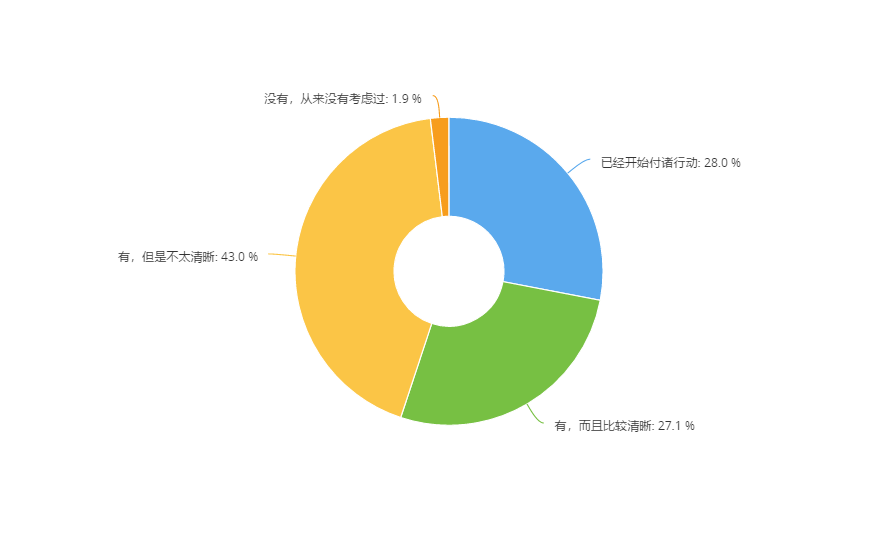 没有，从来没有考虑过: 1.9 %
已经开始付诸行动: 28.0 %
有，但是不太清晰: 43.0 %
有，而且比较清晰: 27.1 %